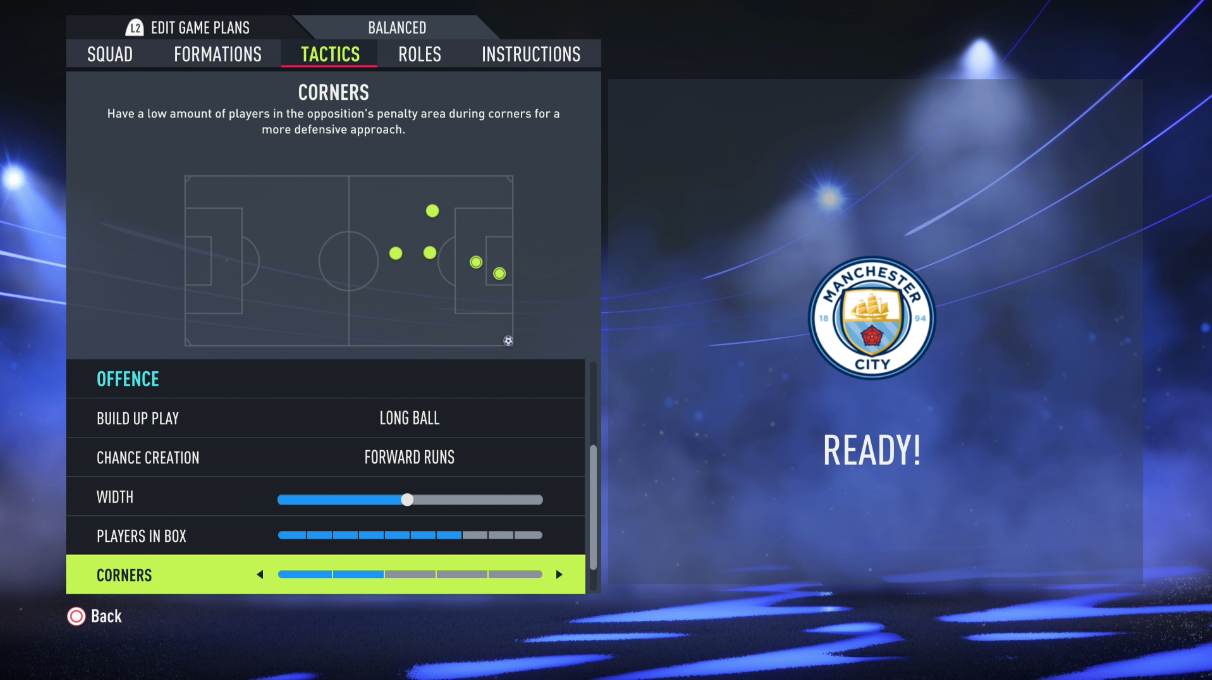 L2 EDIT GAME PLANS
BALANCED
SQUAD FORMATIONS TACTICS ROLES INSTRUCTIONS
CORNERS
Have a low amount of players in the opposition's penalty area during corners for a
more defensive approach.
OFFENCE
BUILD UP PLAY LONG BALL
CHANCE CREATION FORWARD RUNS
WIDTH
PLAYERS IN BOX
CORNERS
Back
MANCHESTER
18 94
CITY
READY!